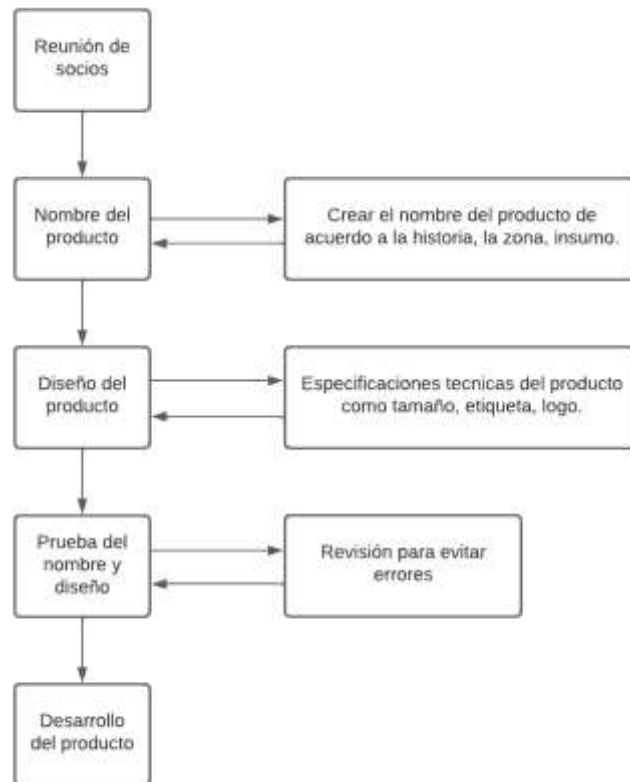 Reunión de
socios
Nombre del
producto
Crear el nombre del producto de
acuerdo a la historia, la zona, insumo.
Diseño del
producto
Especificaciones tecnicas del producto
como tamaño, etiqueta, logo.
Prueba del
nombre y
diseño
Revisión para evitar
errores
Desarrollo
del producto